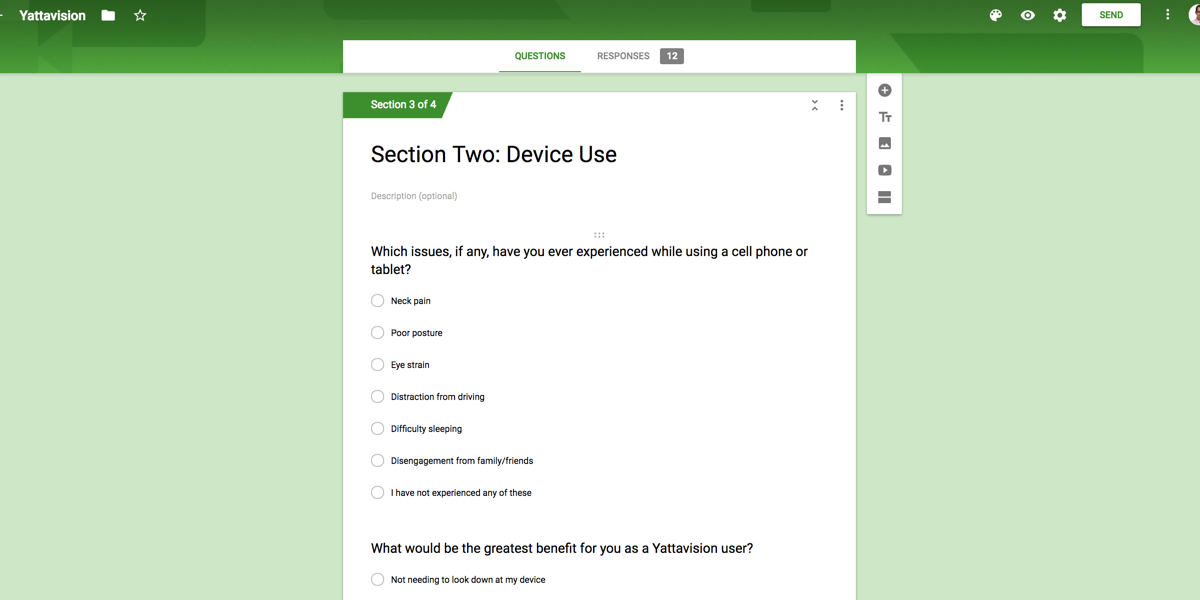 Yattavision
SEND
QUESTIONS
RESPONSES 12
Section 3 of 4
Section Two: Device Use
Description (optional)
Tт
Which issues, if any, have you ever experienced while using a cell phone or
tablet?
Neck pain
Poor posture
Eye strain
Distraction from driving
Difficulty sleeping
Disengagement from family/friends
I have not experienced any of these
What would be the greatest benefit for you as a Yattavision user?
Not needing to look down at my device